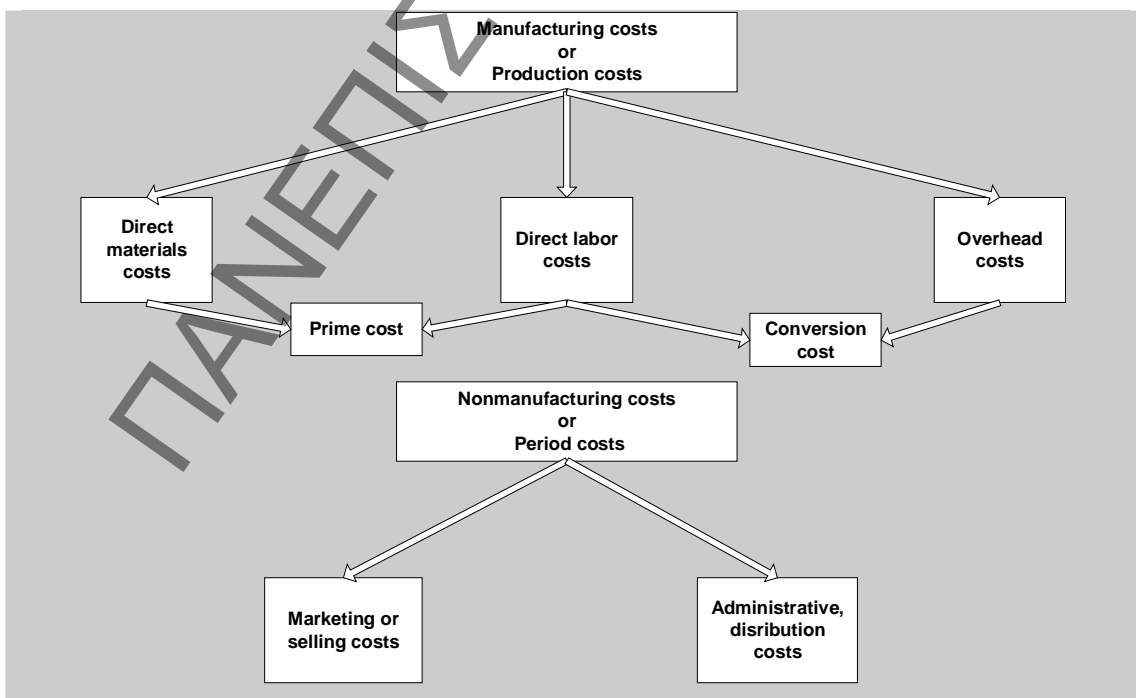 Manufacturing costs
or
Production costs
Direct
materials
costs
Direct labor
costs
Overhead
costs
Prime cost
Conversion
cost
Nonmanufacturing costs
or
Period costs
Marketing or
selling costs
Administrative,
disribution
costs
ΠΑΝΕΠΙΣ